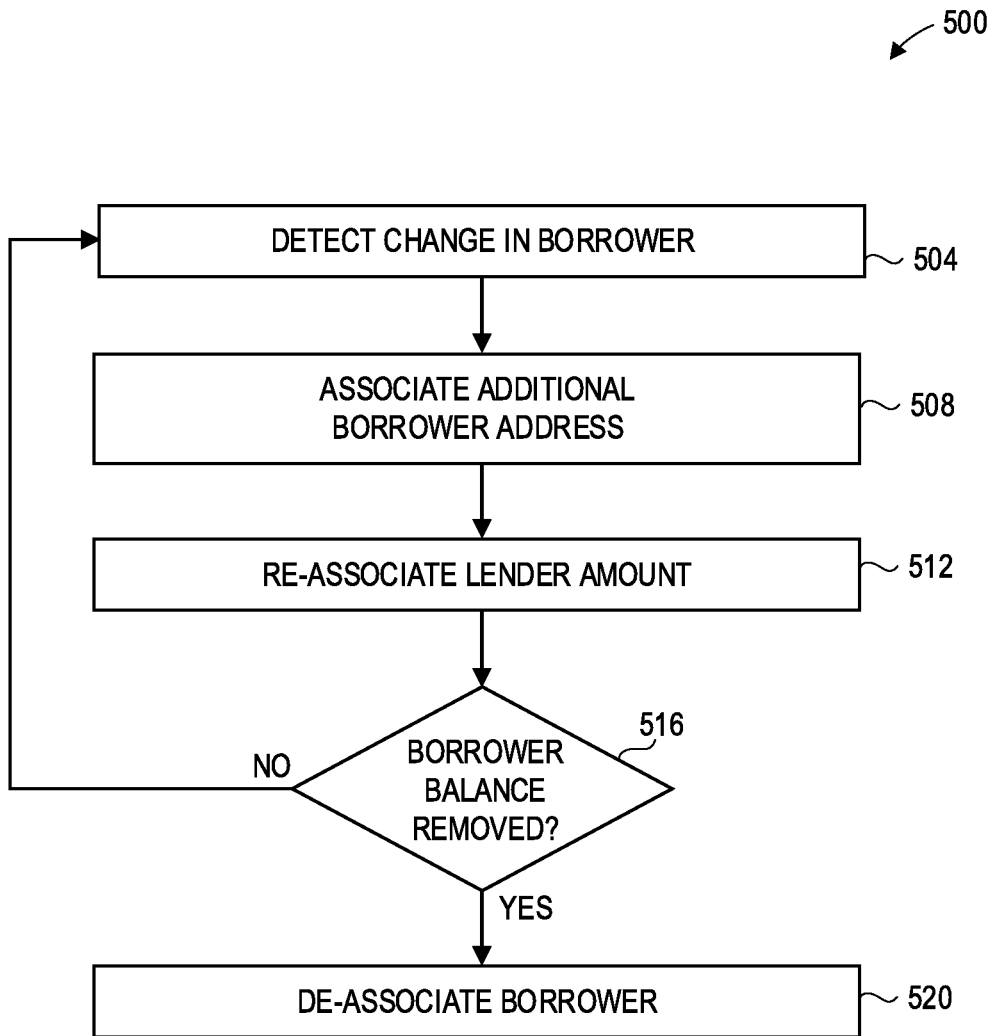 500
DETECT CHANGE IN BORROWER
504
ASSOCIATE ADDITIONAL
BORROWER ADDRESS
508
RE-ASSOCIATE LENDER AMOUNT
512
516
BORROWER
BALANCE
REMOVED?
NO
YES
DE-ASSOCIATE BORROWER
520